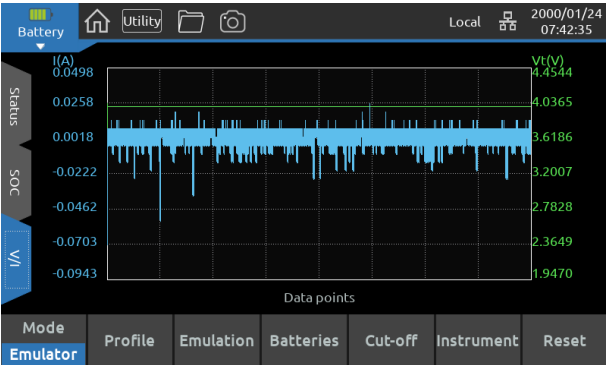 Battery
Utility
Local
2000/01/24
07:42:35
Status
SOC
V/I
I(A)
0.0498
0.0258
0.0018
-0.0222
-0.0462
-0.0703
-0.0943
Vt(V)
4.4544
4.0365
3.6186
3.2007
2.7828
2.3649
1.9470
Data points
Mode
Emulator
Profile
Emulation
Batteries
Cut-off
Instrument
Reset